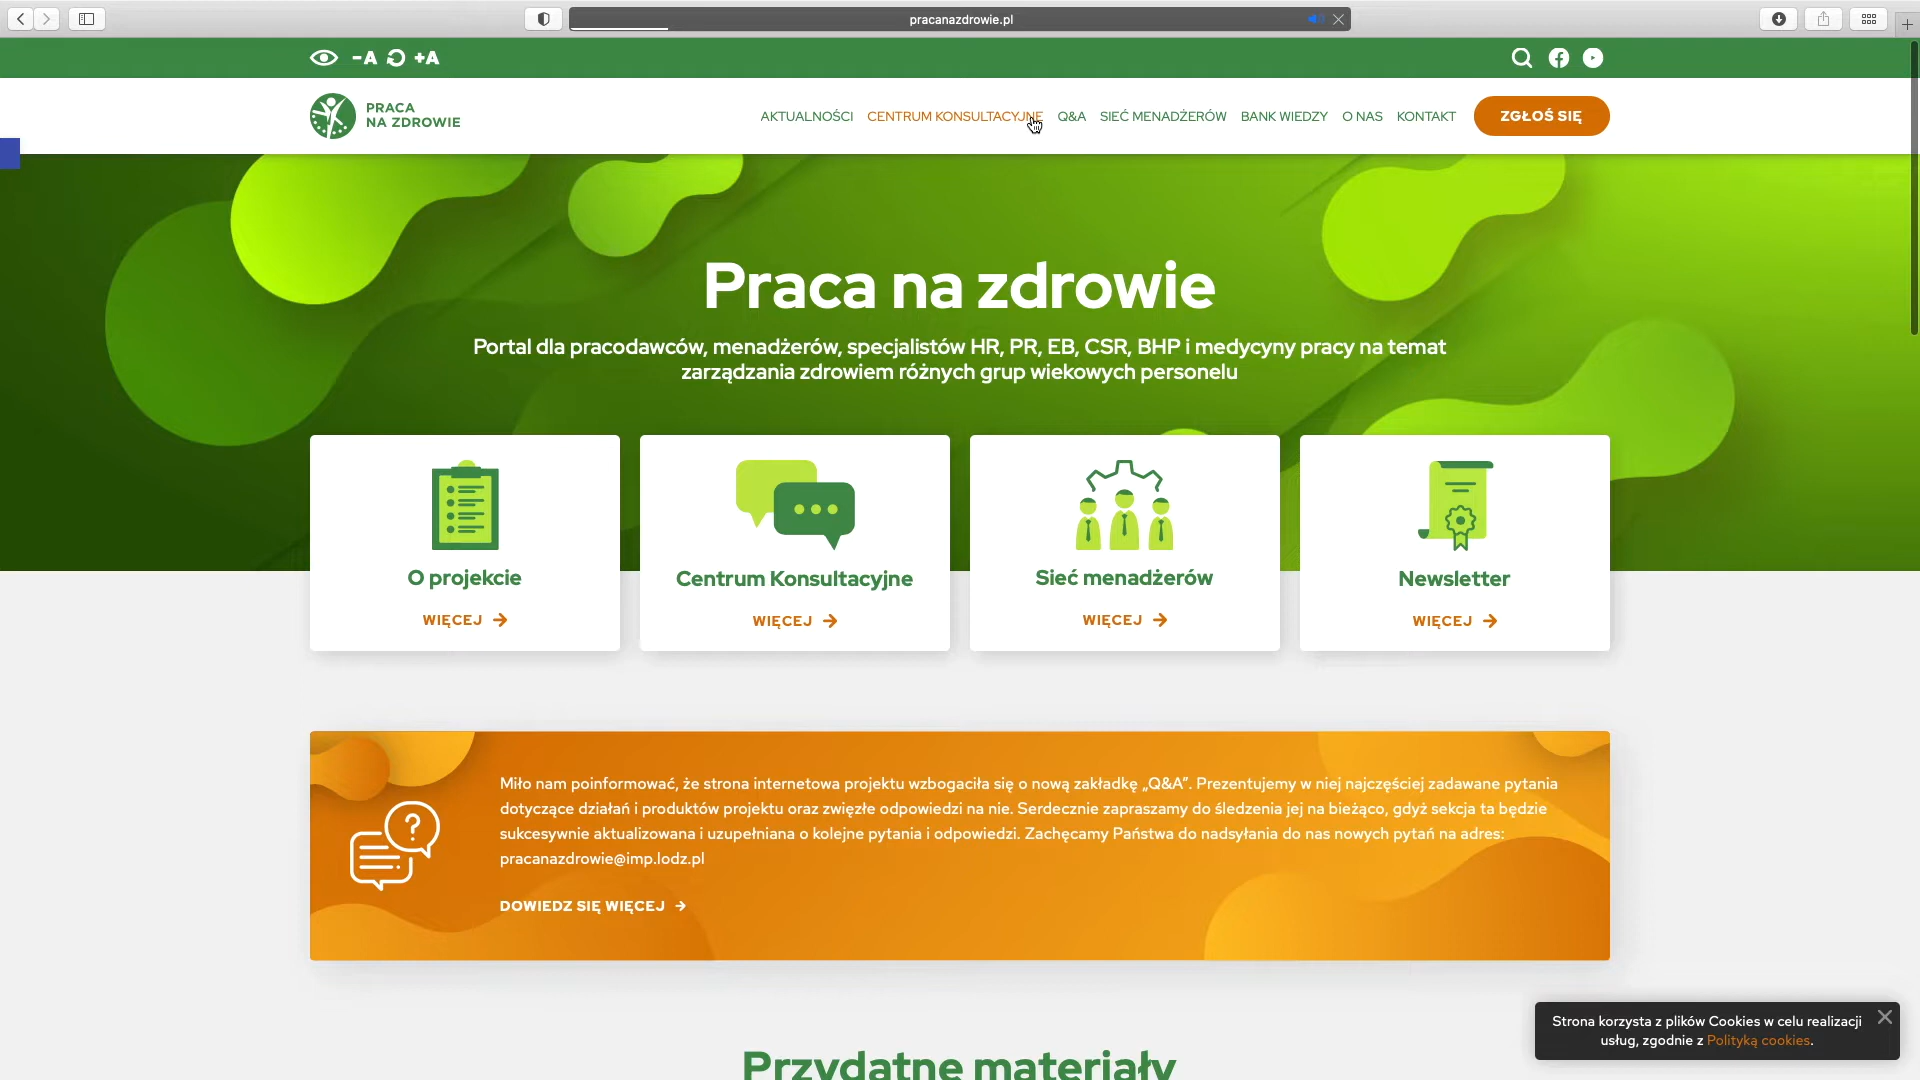 pracanazdrowie.pl
-A +A
PRACA
NA ZDROWIE
AKTUALNOŚCI CENTRUM KONSULTACYJNE Q&A SIEĆ MENADŻERÓW BANK WIEDZY O NAS KONTAKT ZGŁOŚ SIĘ
Praca na zdrowie
Portal dla pracodawców, menadżerów, specjalistów HR, PR, EB, CSR, BHP i medycyny pracy na temat
zarządzania zdrowiem różnych grup wiekowych personelu
O projekcie
WIĘCEJ →
Centrum Konsultacyjne
WIĘCEJ →
Sieć menadżerów
WIĘCEJ →
Newsletter
WIĘCEJ →
Miło nam poinformować, że strona internetowa projektu wzbogaciła się o nową zakładkę „Q&A”. Prezentujemy w niej najczęściej zadawane pytania
dotyczące działań i produktów projektu oraz zwięzłe odpowiedzi na nie. Serdecznie zapraszamy do śledzenia jej na bieżąco, gdyż sekcja ta będzie
sukcesywnie aktualizowana i uzupełniana o kolejne pytania i odpowiedzi. Zachęcamy Państwa do nadsyłania do nas nowych pytań na adres:
pracanazdrowie@imp.lodz.pl
DOWIEDZ SIĘ WIĘCEJ →
Przydatne materiały
Strona korzysta z plików Cookies w celu realizacji
usług, zgodnie z Polityką cookies.